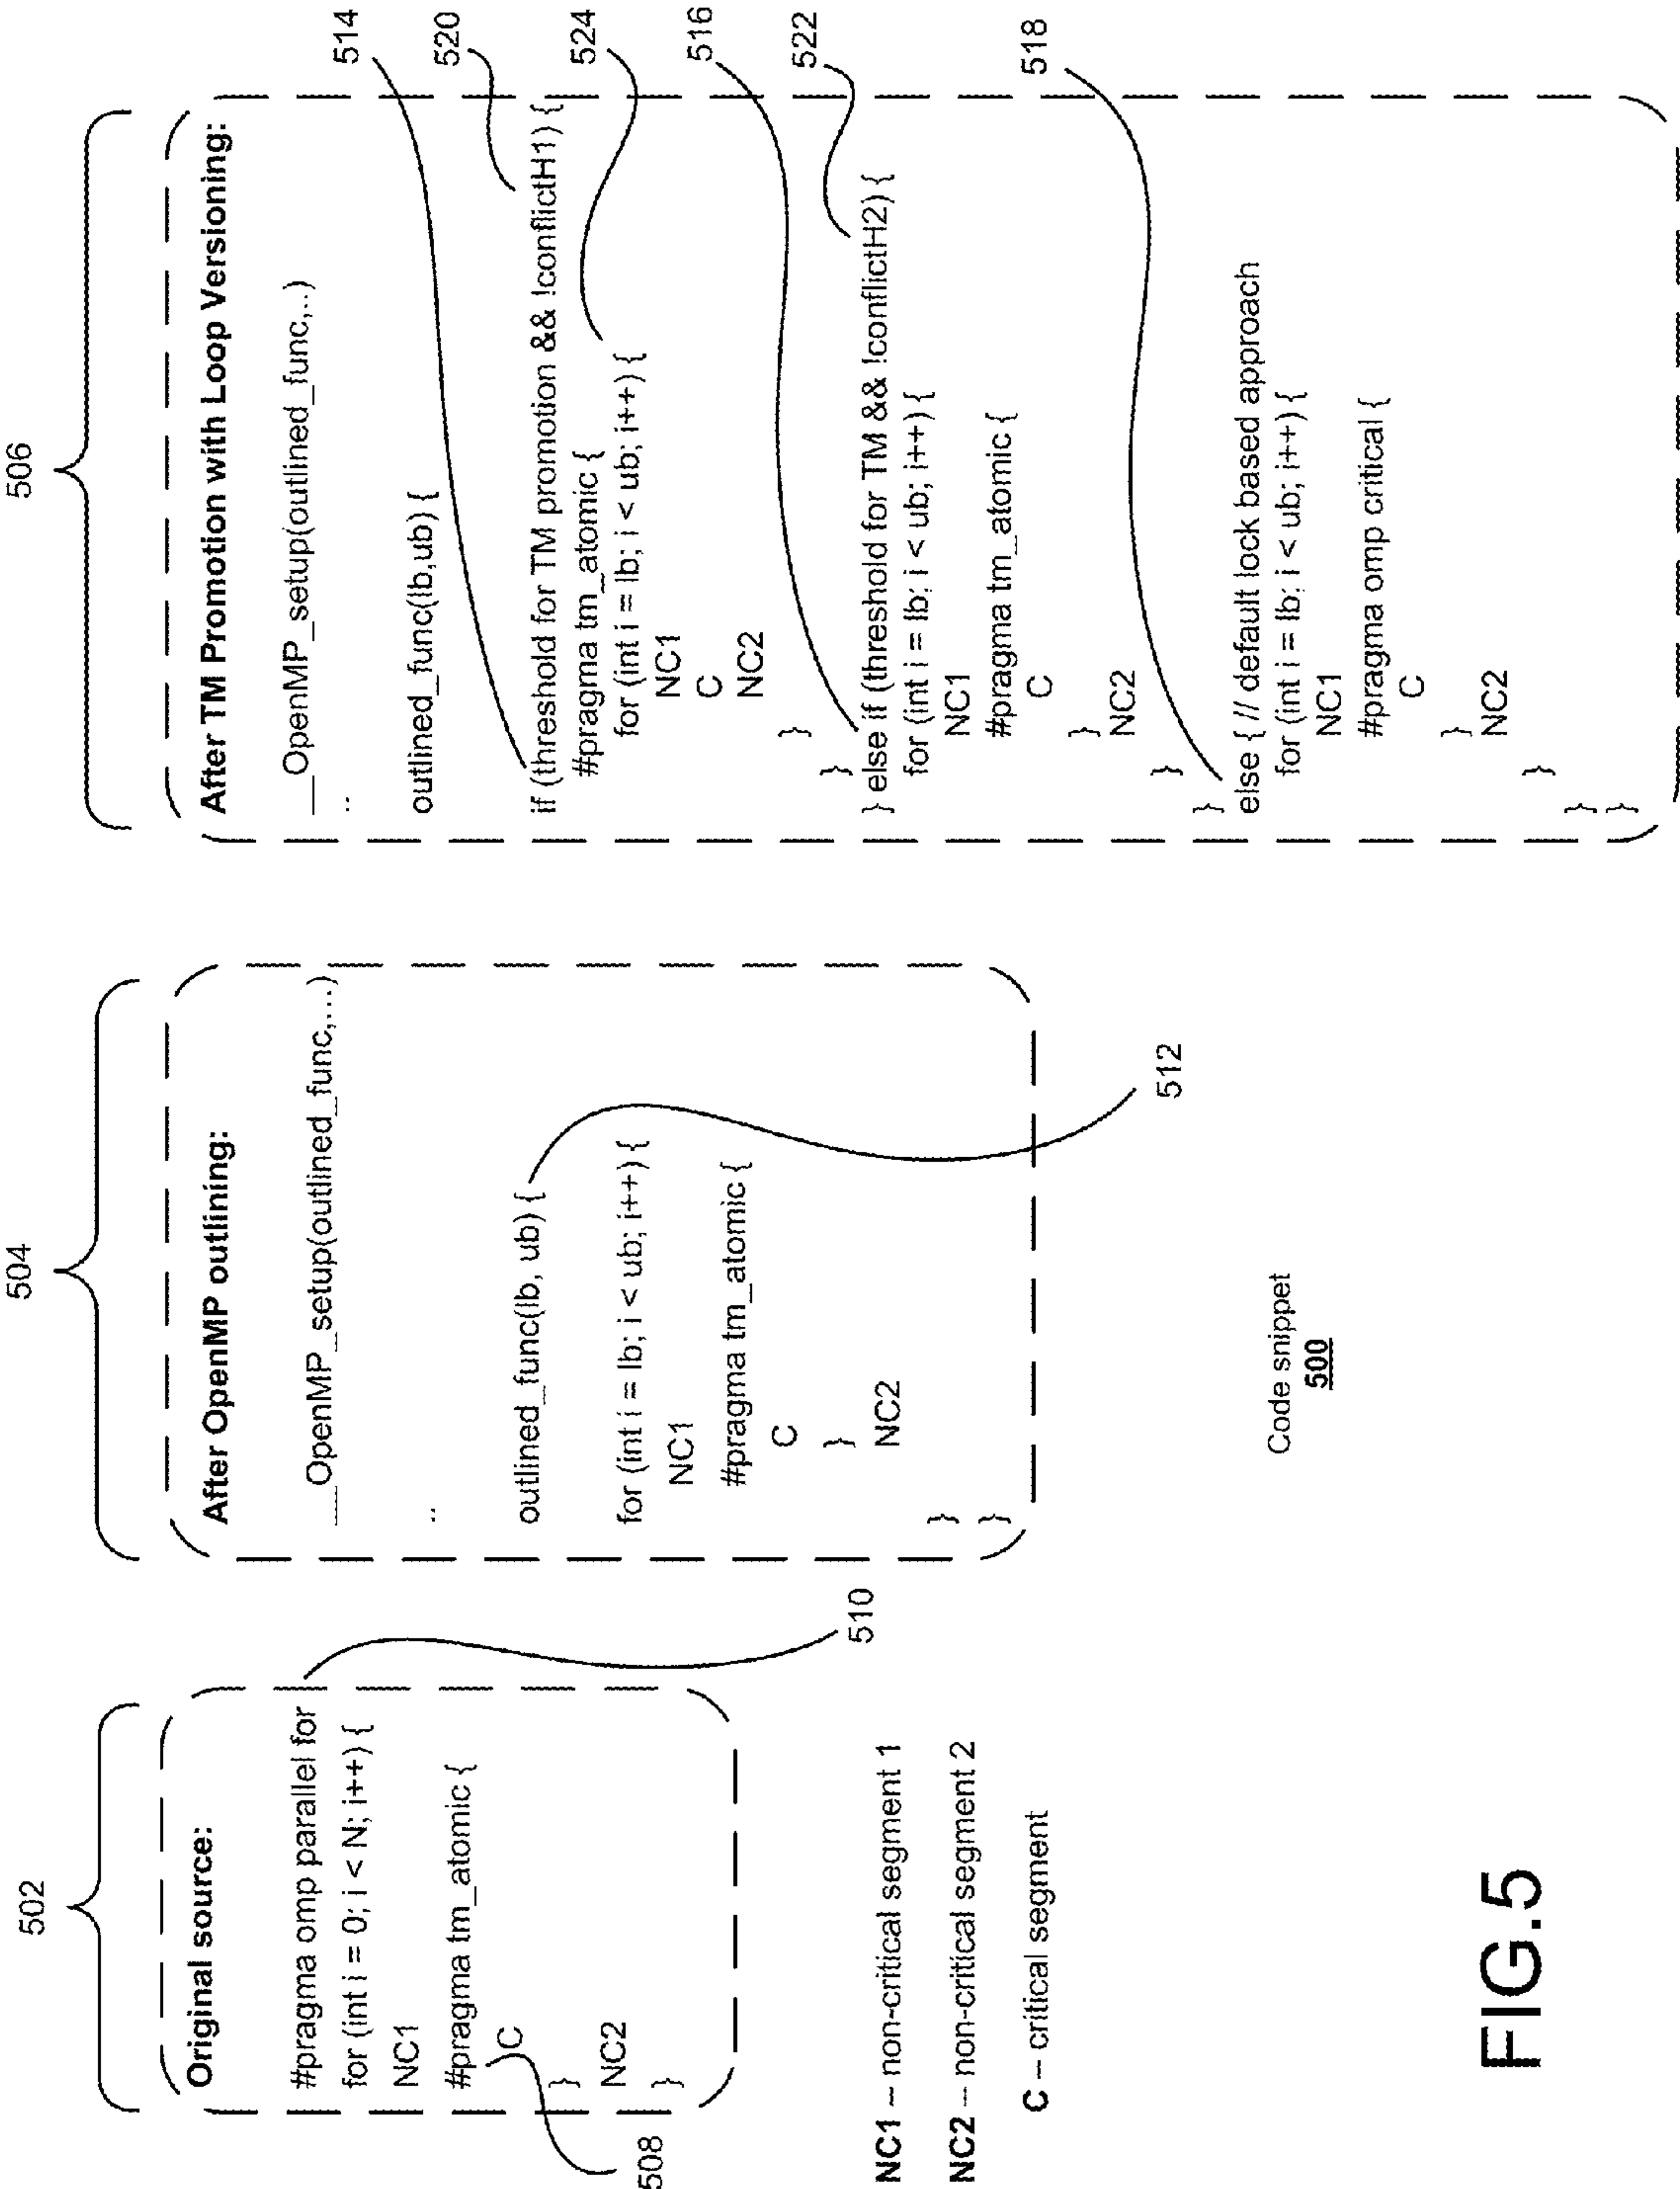 502
Original source:
#pragma omp parallel for
for (int i = 0; i < N; i++) {
NC1
#pragma tm_atomic {
C
}
NC2
}
508
510
NC1 – non-critical segment 1
NC2 – non-critical segment 2
C – critical segment
504
After OpenMP outlining:
__OpenMP_setup(outlined_func,...)
..
outlined_func(lb, ub) {
for (int i = lb; i < ub; i++) {
NC1
#pragma tm_atomic {
C
}
NC2
}
}
512
Code snippet
500
506
After TM Promotion with Loop Versioning:
__OpenMP_setup(outlined_func,..)
..
outlined_func(lb,ub) {
if (threshold for TM promotion && !conflictH1) {
#pragma tm_atomic {
for (int i = lb; i < ub; i++) {
NC1
C
NC2
}
}
} else if (threshold for TM && !conflictH2) {
for (int i = lb; i < ub; i++) {
NC1
#pragma tm_atomic {
C
}
NC2
}
}
else { // default lock based approach
for (int i = lb; i < ub; i++) {
NC1
#pragma omp critical {
C
}
NC2
}
}
}
514
520
524
516
522
518
FIG.5